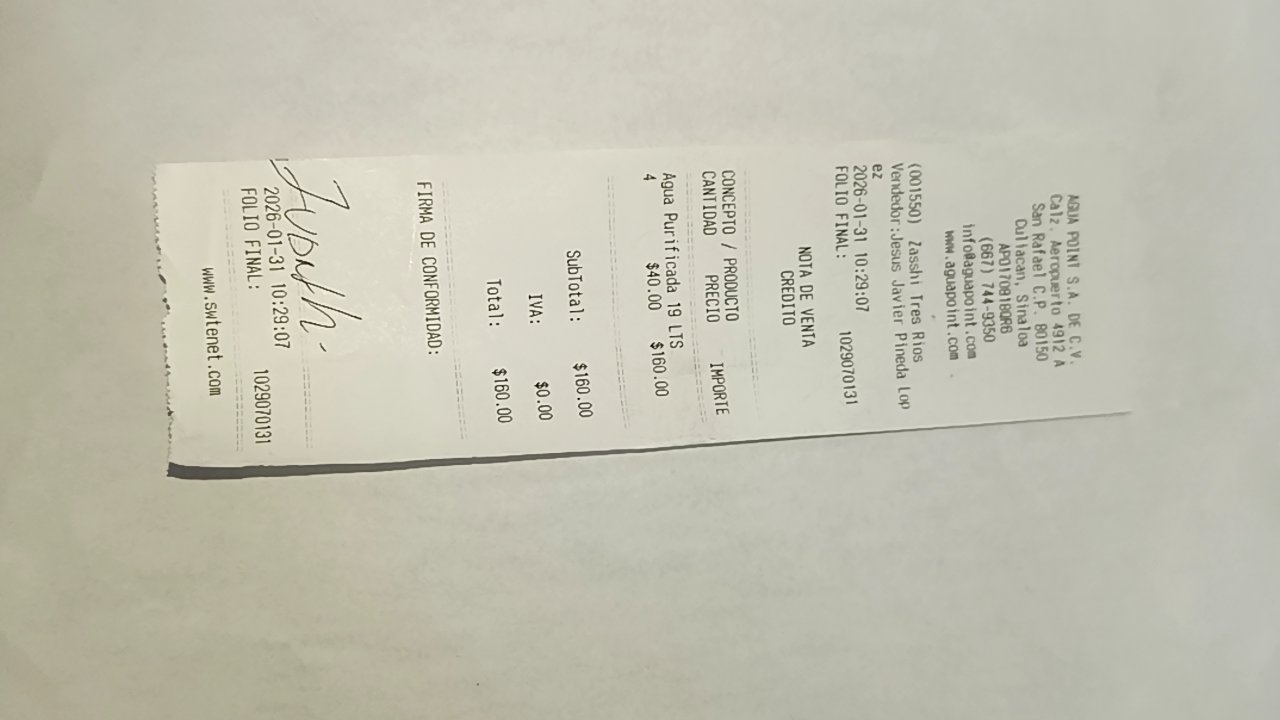 AGUA POINT S.A. DE C.V.
Calz. Aeropuerto 4912 A
San Rafael C.P. 80150
Culiacan, Sinaloa
APO170818DR6
(667) 744-9350
info@aguapoint.com
www.aguapoint.com
(001550) Zasshi Tres Rios
Vendedor:Jesus Javier Pineda Lop
ez
2026-01-31 10:29:07
FOLIO FINAL: 1029070131
NOTA DE VENTA
CREDITO
CONCEPTO / PRODUCTO
CANTIDAD PRECIO IMPORTE
Agua Purificada 19 LTS
4 $40.00 $160.00
SubTotal: $160.00
IVA: $0.00
Total: $160.00
FIRMA DE CONFORMIDAD:
2026-01-31 10:29:07
FOLIO FINAL: 1029070131
www.swtenet.com